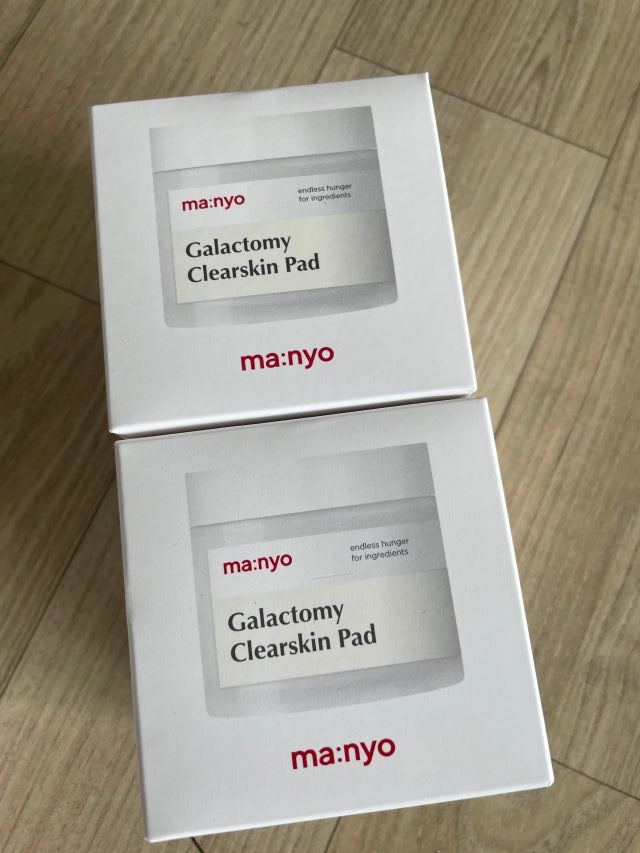 ma:nyo
endless hunger
for ingredients
Galactomy
Clearskin Pad
ma:nyo
ma:nyo
endless hunger
for ingredients
Galactomy
Clearskin Pad
ma:nyo